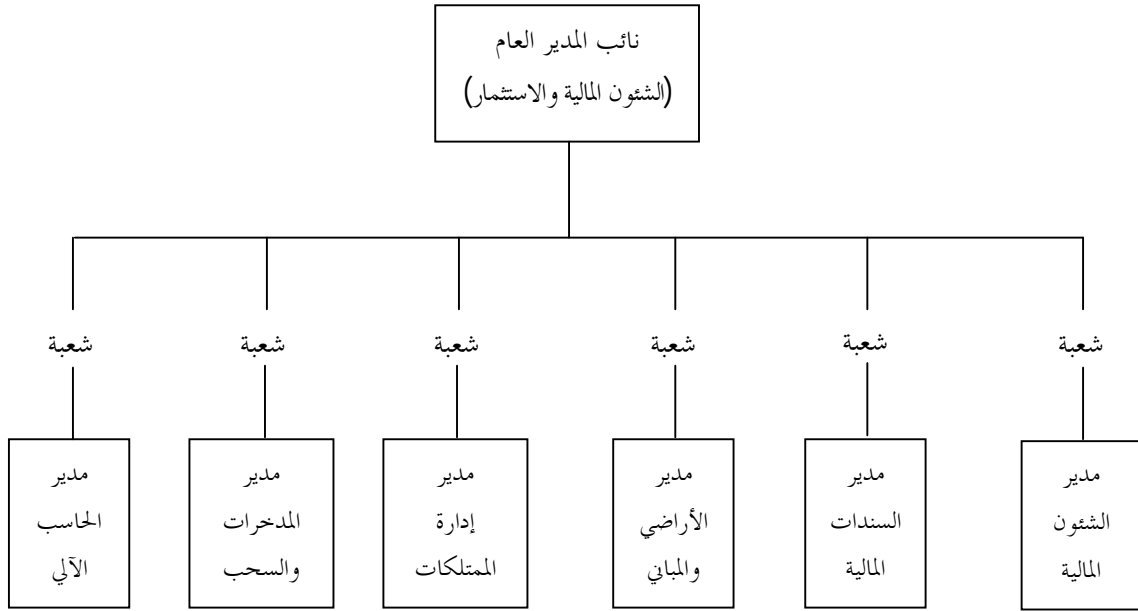 نائب المدير العام
(الشئون المالية والاستثمار)
شعبة
شعبة
شعبة
شعبة
شعبة
شعبة
مدير
الشئون
المالية
مدير
السندات
المالية
مدير
الأراضي
والمباني
مدير
إدارة
الممتلكات
مدير
المدخرات
والسحب
مدير
الحاسب
الآلي